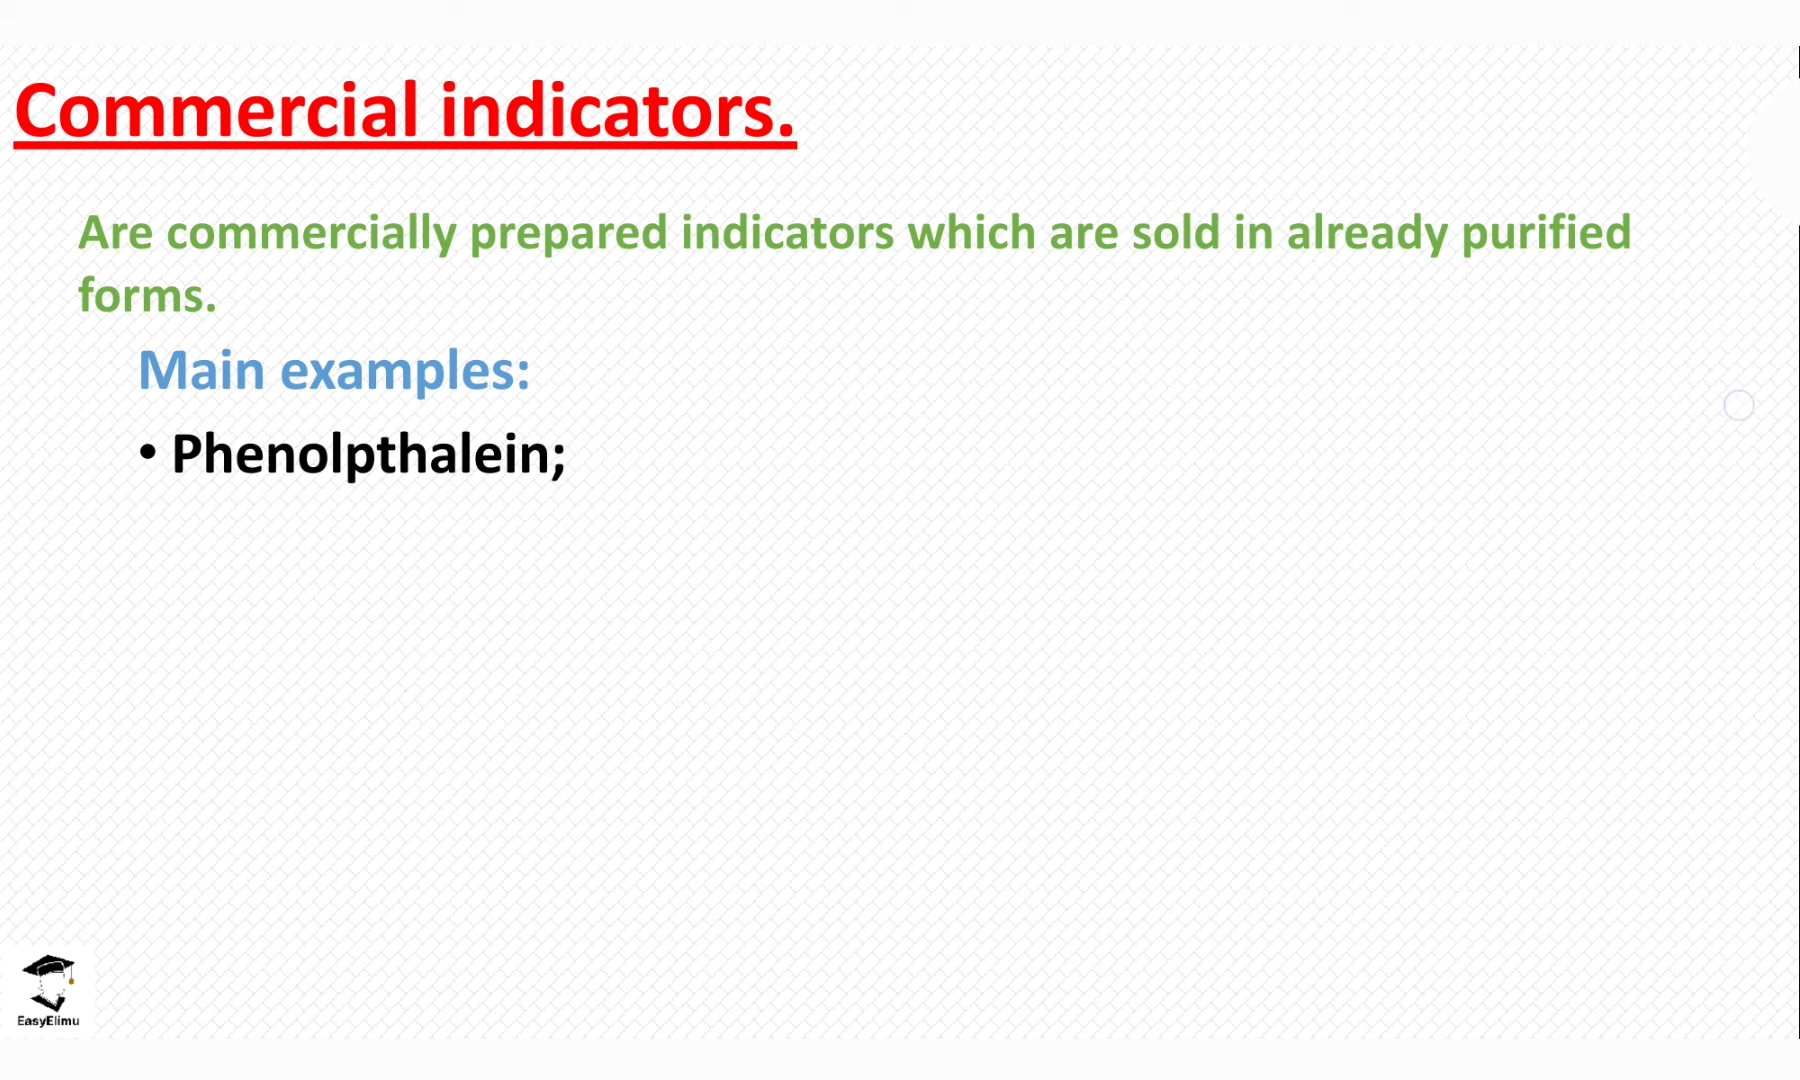 Commercial indicators.
Are commercially prepared indicators which are sold in already purified
forms.
Main examples:
• Phenolpthalein;
EasyElimu